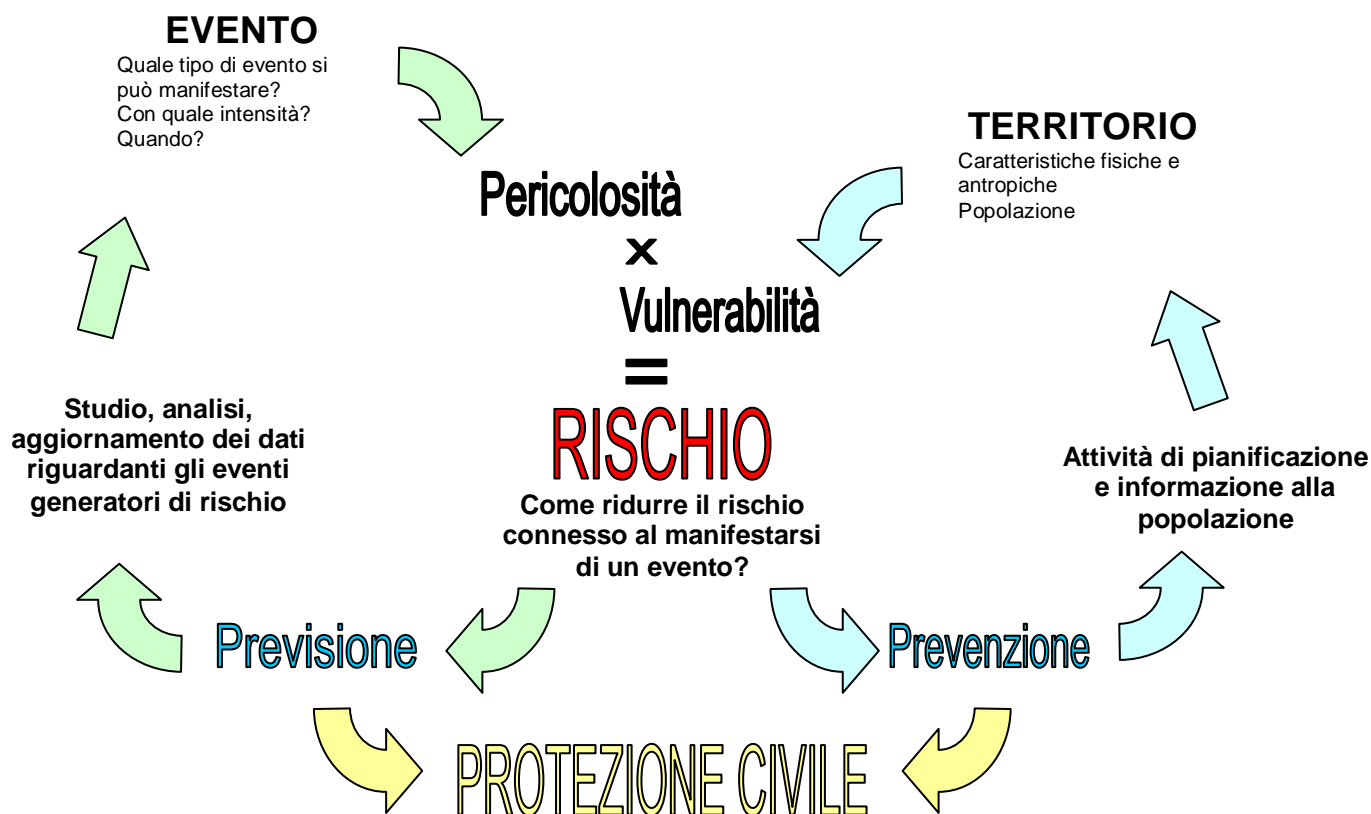 EVENTO
Quale tipo di evento si
può manifestare?
Con quale intensità?
Quando?
TERRITORIO
Caratteristiche fisiche e
antropiche
Popolazione
Pericolosità
x
Vulnerabilità
=
RISCHIO
Come ridurre il rischio
connesso al manifestarsi
di un evento?
Studio, analisi,
aggiornamento dei dati
riguardanti gli eventi
generatori di rischio
Attività di pianificazione
e informazione alla
popolazione
Previsione
Prevenzione
PROTEZIONE CIVILE